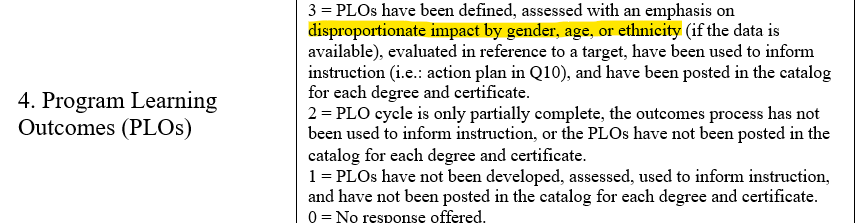 3 = PLOs have been defined, assessed with an emphasis on
disproportionate impact by gender, age, or ethnicity (if the data is
available), evaluated in reference to a target, have been used to inform
instruction (i.e.: action plan in Q10), and have been posted in the catalog
for each degree and certificate.
4. Program Learning
Outcomes (PLOs)
2 = PLO cycle is only partially complete, the outcomes process has not
been used to inform instruction, or the PLOs have not been posted in the
catalog for each degree and certificate.
1 = PLOs have not been developed, assessed, used to inform instruction,
and have not been posted in the catalog for each degree and certificate.
0 = No response offered.